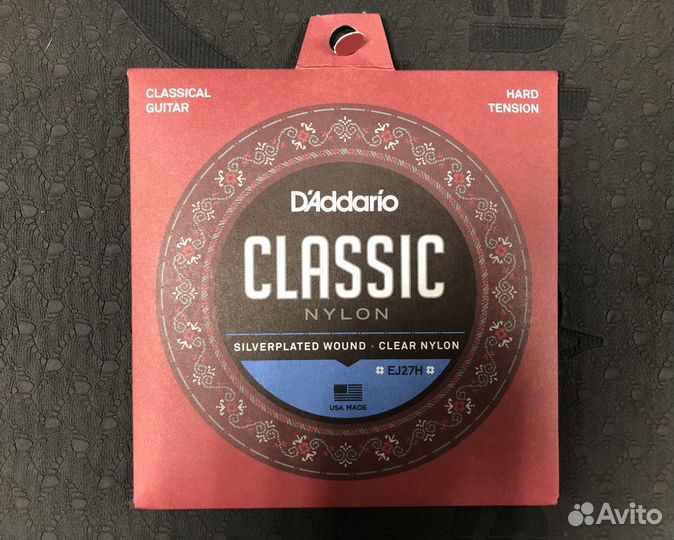 CLASSICAL
GUITAR
HARD
TENSION
D'Addario
CLASSIC
NYLON
SILVERPLATED WOUND · CLEAR NYLON
EJ27H
USA MADE
Avito